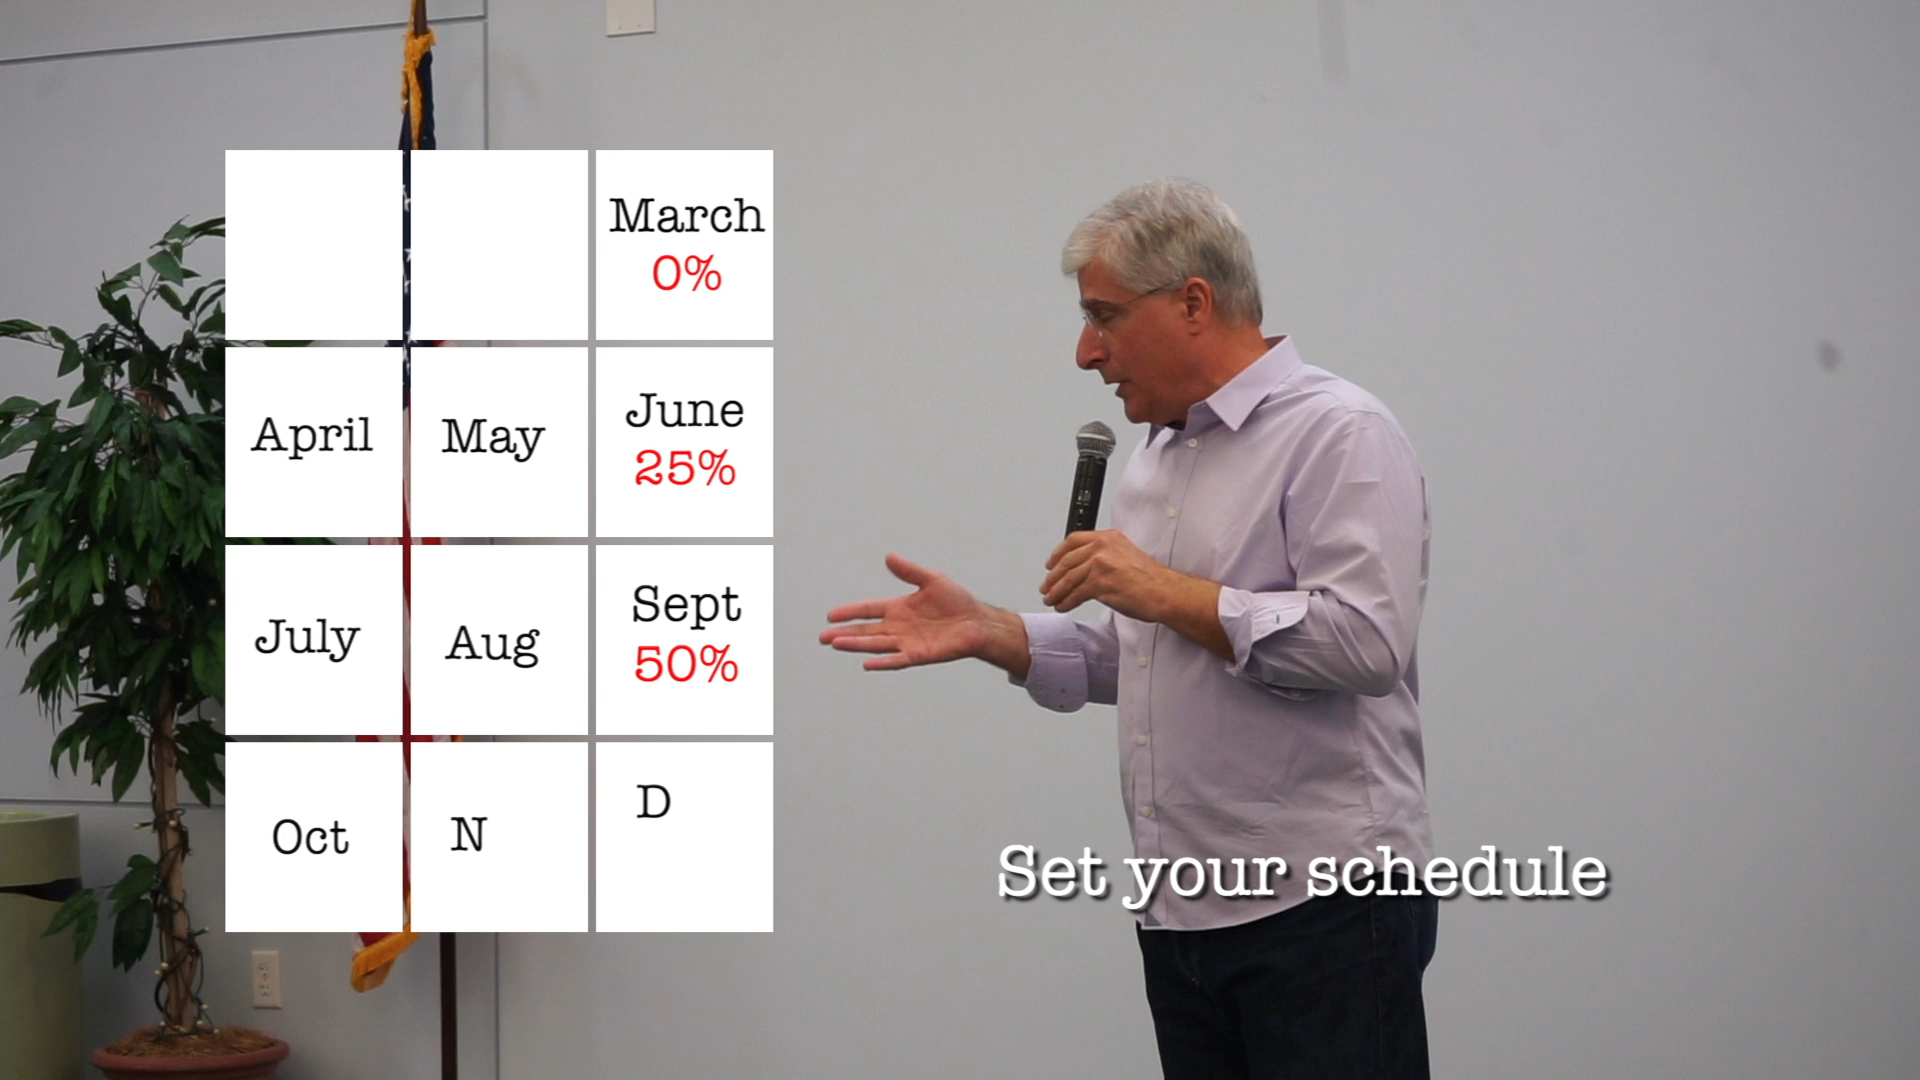 March
0%
April
May
June
25%
July
Aug
Sept
50%
Oct
N
D
Set your schedule